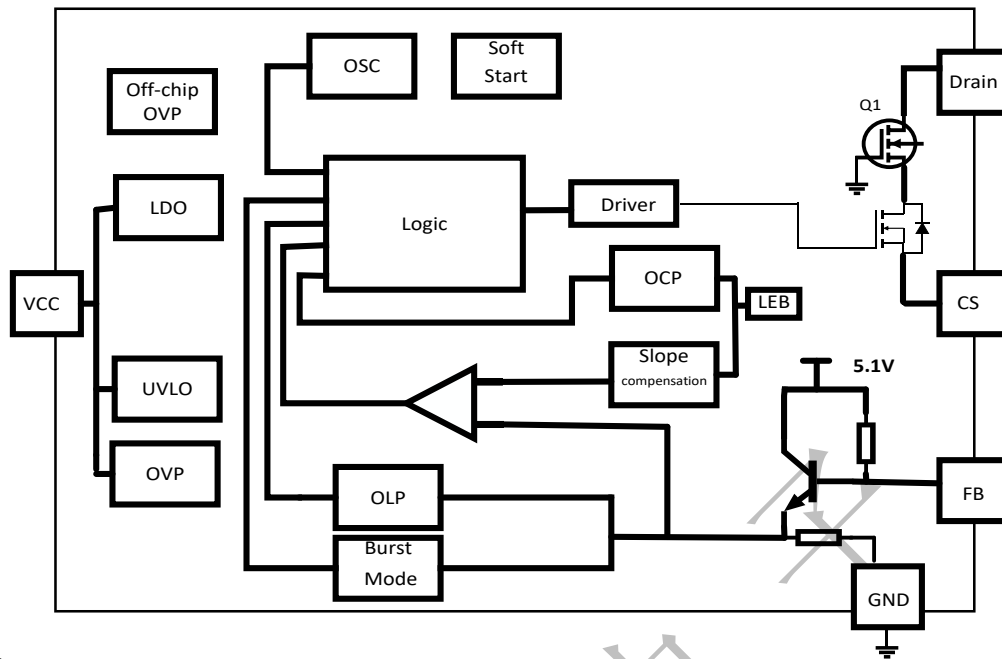 OSC
Soft
Start
Off-chip
OVP
Drain
Q1
LDO
Logic
Driver
VCC
OCP
LEB
CS
Slope
compensation
5.1V
UVLO
OVP
OLP
FB
Burst
Mode
GND